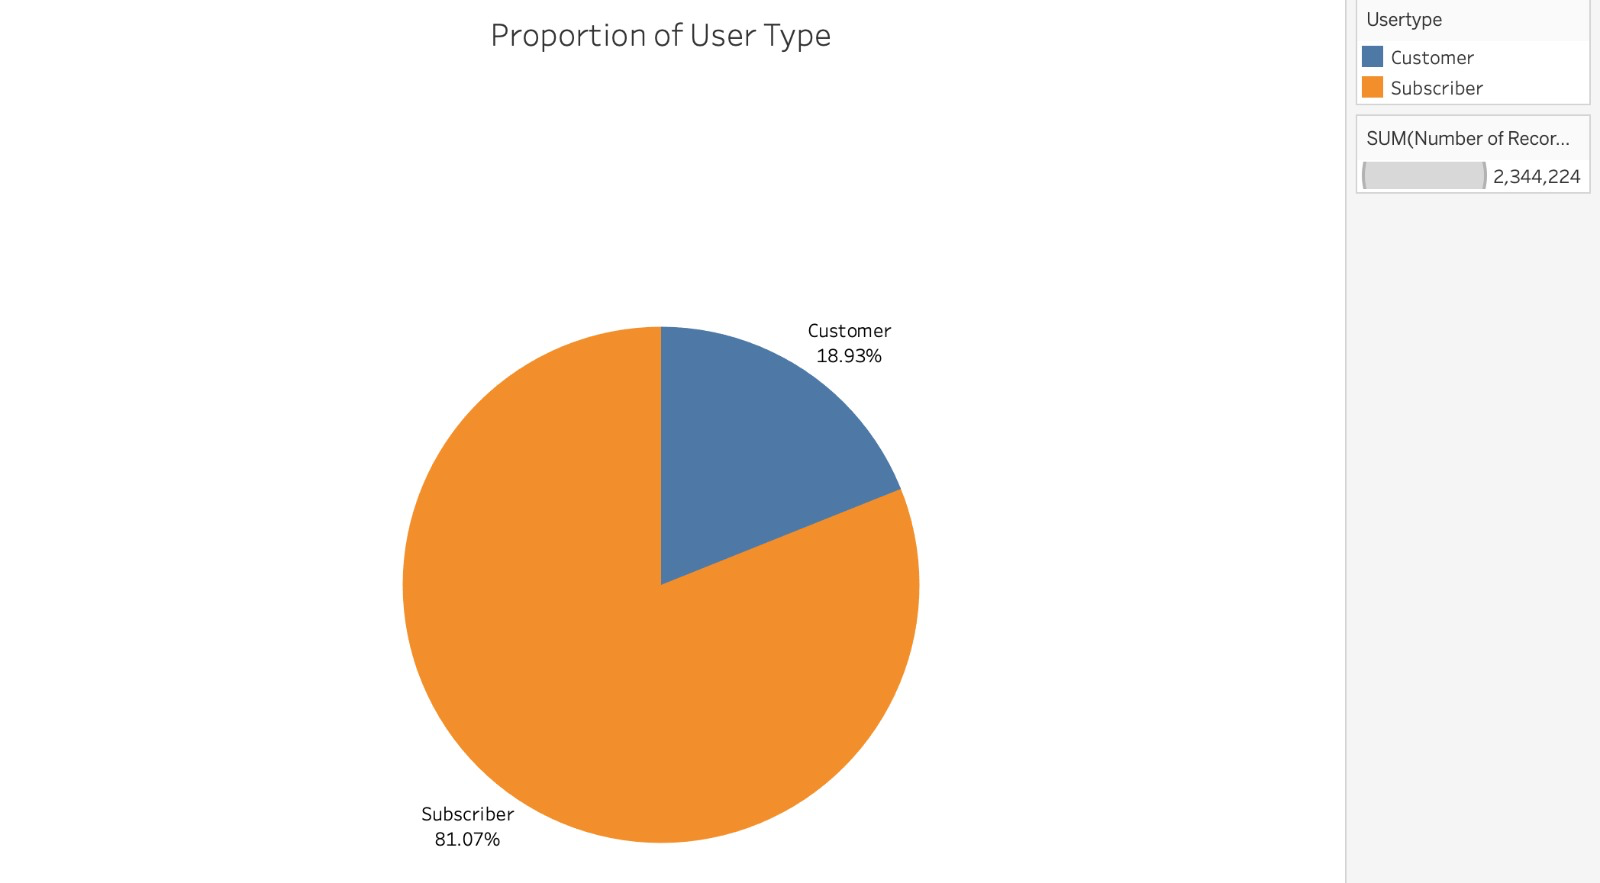 Proportion of User Type
Usertype
Customer
Subscriber
SUM(Number of Recor...
2,344,224
Customer
18.93%
Subscriber
81.07%